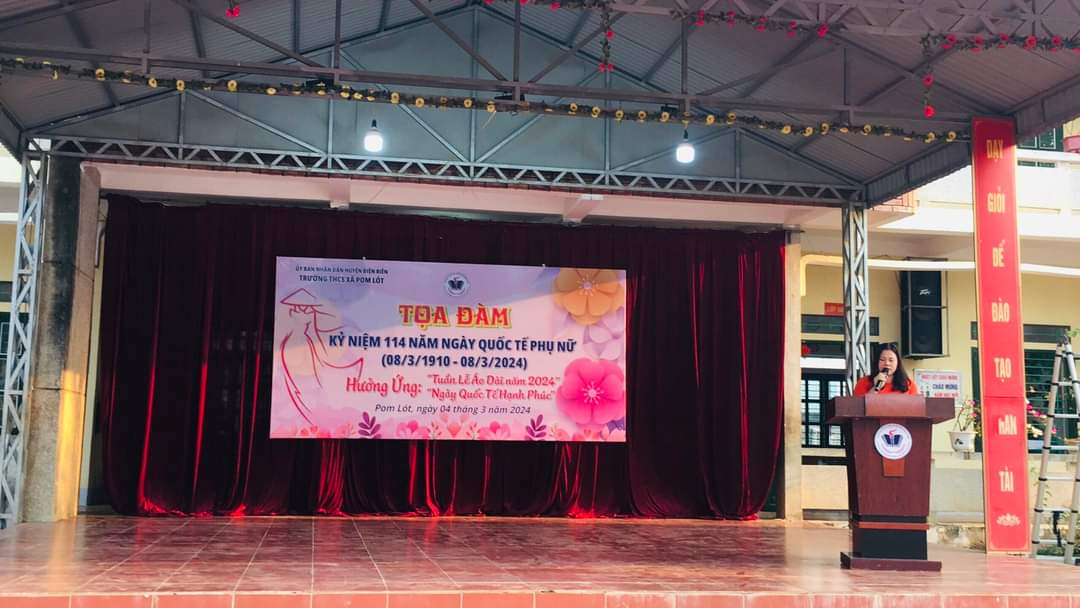 ỦY BAN NHÂN DÂN HUYỆN ĐIỆN BIÊN
TRƯỜNG THCS XÃ POM LÓT
TỌA ĐÀM
KỶ NIỆM 114 NĂM NGÀY QUỐC TẾ PHỤ NỮ
(08/3/1910 - 08/3/2024)
Hưởng Ứng: "Tuần Lễ Áo Dài năm 2024"
"Ngày Quốc Tế Hạnh Phúc"
Pom Lót, ngày 04 tháng 3 năm 2024
DẠY
GIỎI
ĐỂ
ĐÀO
TẠO
NHÂN
TÀI
CHÀO MỪNG